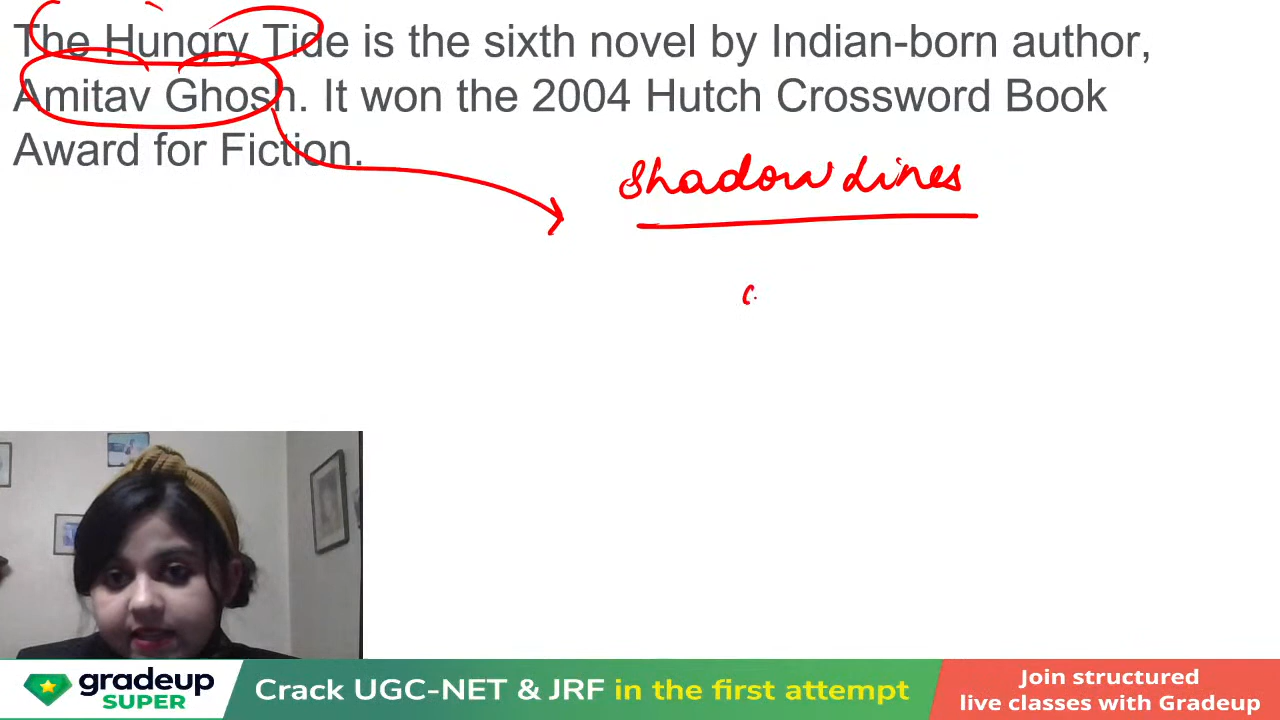 The Hungry Tide is the sixth novel by Indian-born author,
Amitav Ghosh. It won the 2004 Hutch Crossword Book
Award for Fiction.
Shadow Lines
gradeup
SUPER
Crack UGC-NET & JRF in the first attempt
Join structured
live classes with Gradeup